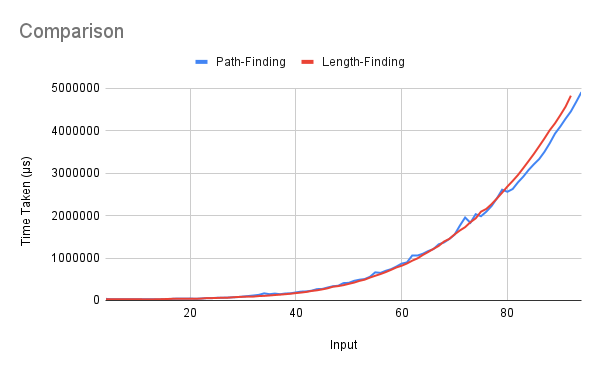 Comparison
Path-Finding Length-Finding
5000000
4000000
3000000
2000000
1000000
0
Time Taken (µs)
20 40 60 80
Input